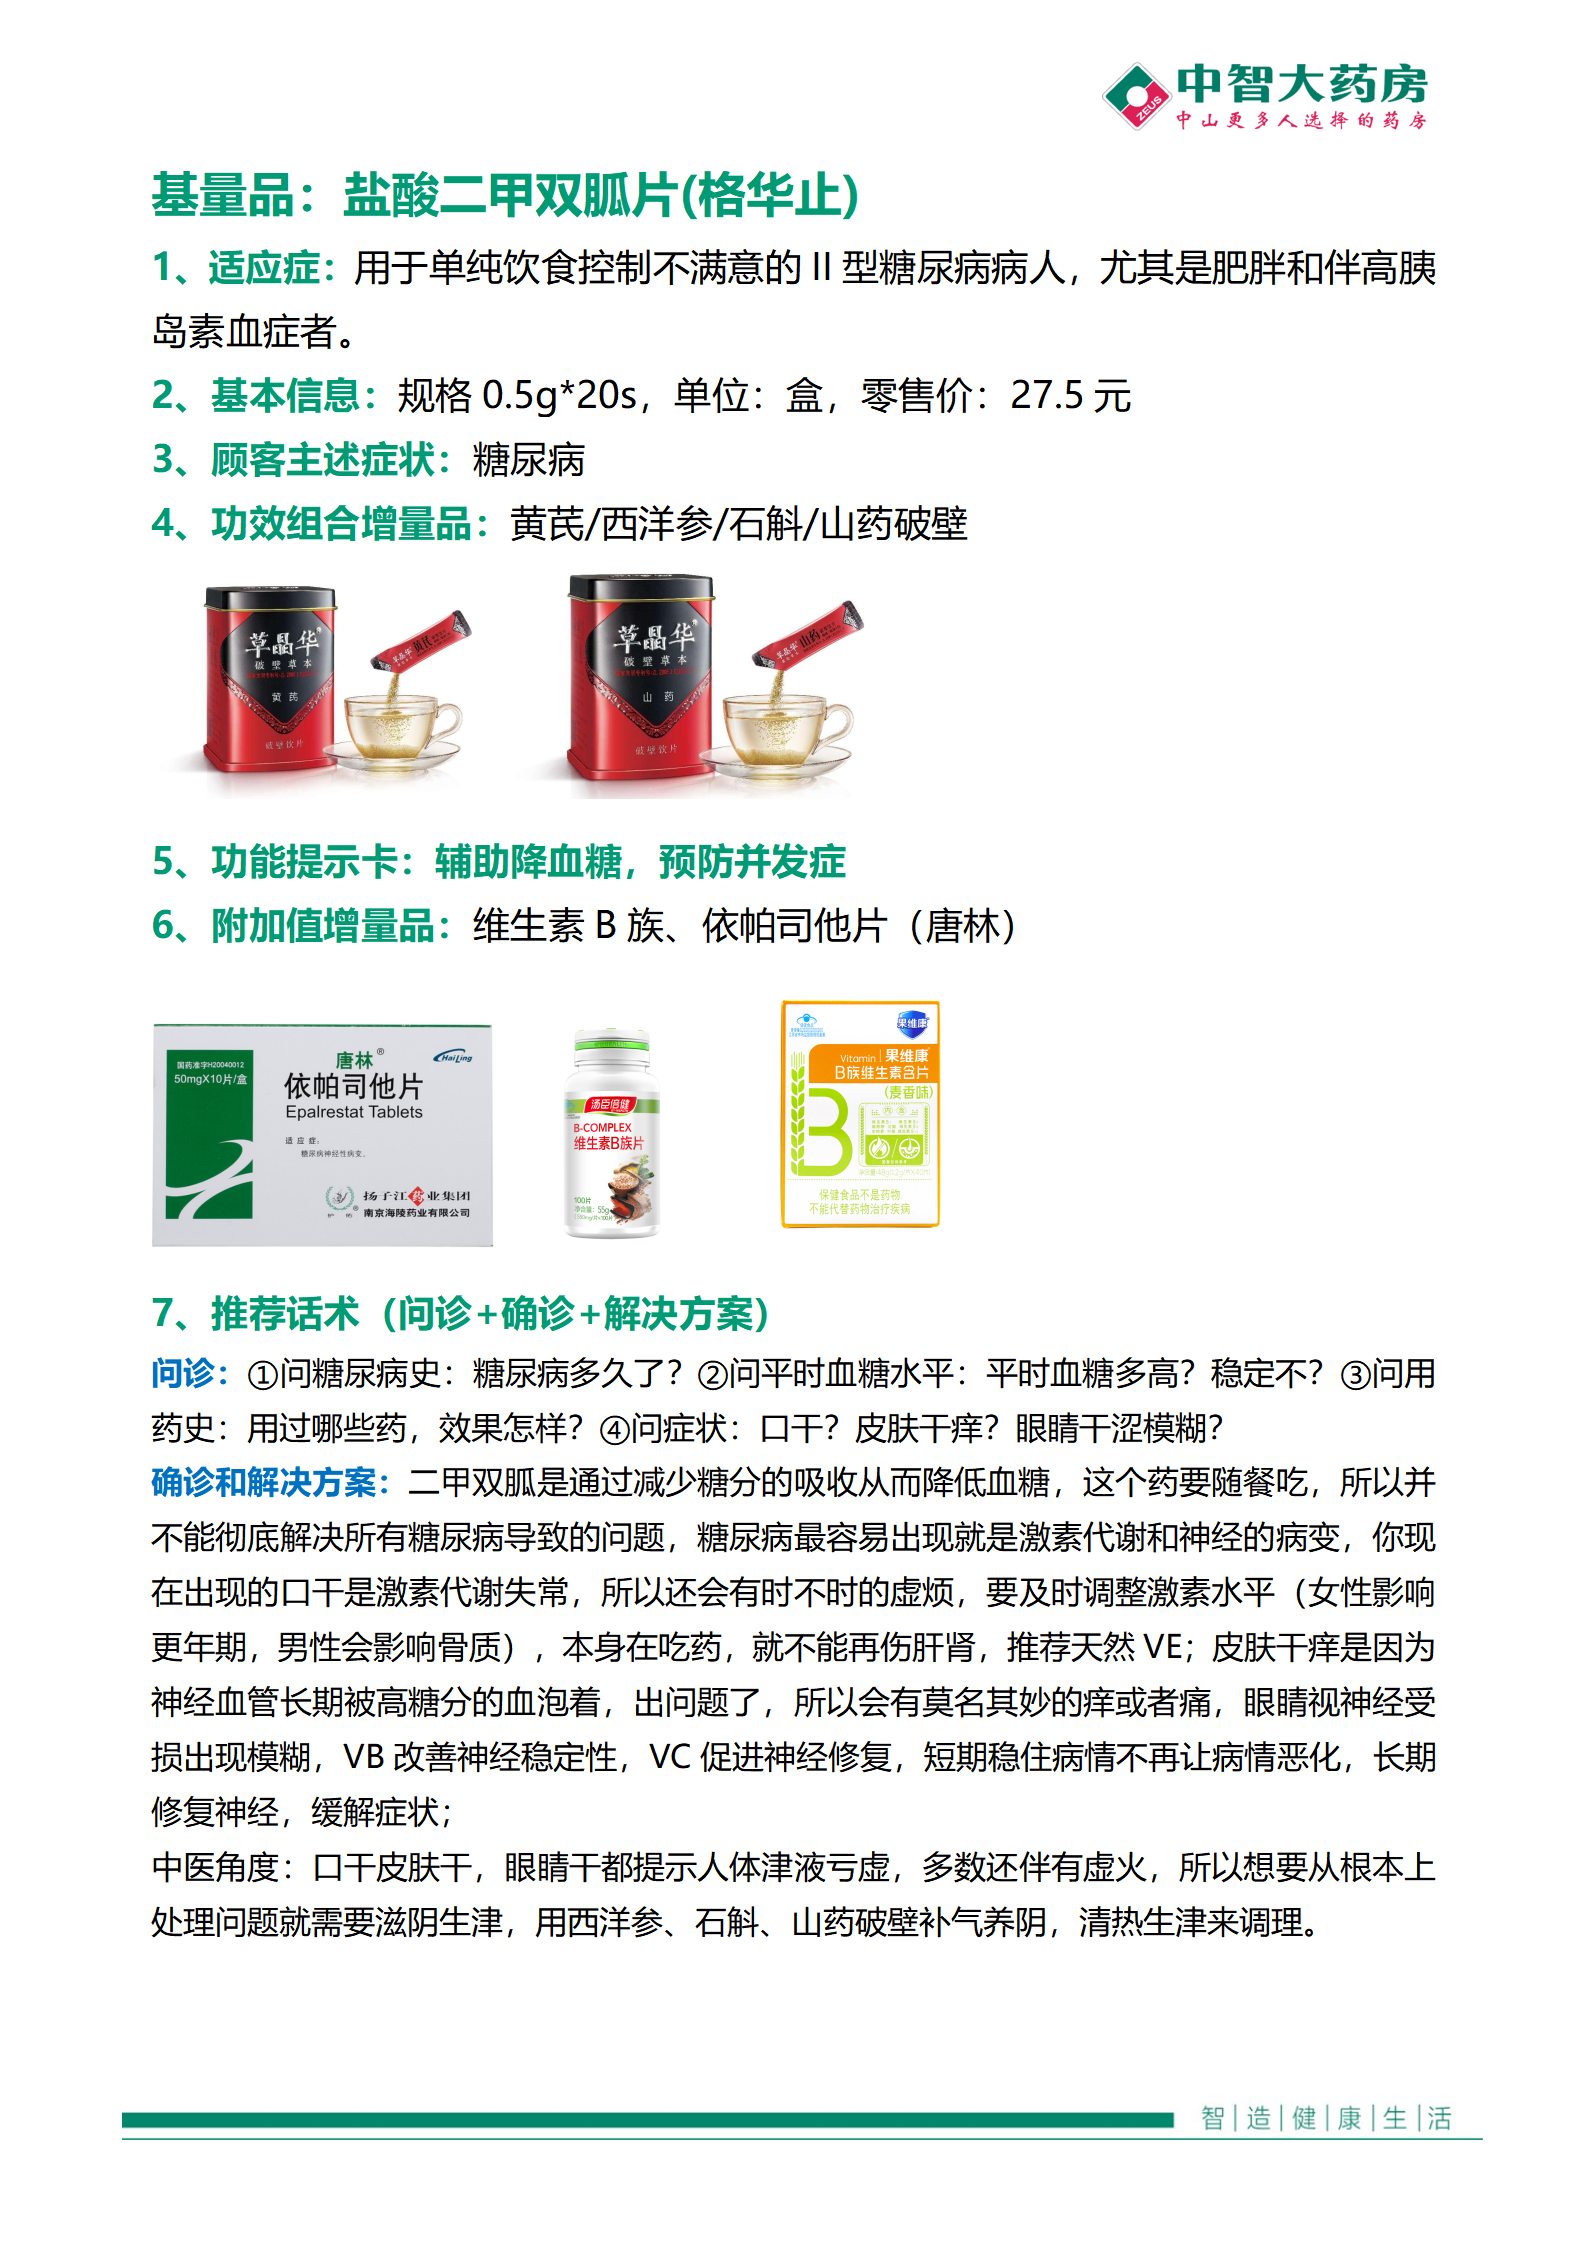 中智大药房
ZEUS
中山更多人选择的药房
基量品：盐酸二甲双胍片(格华止)
1、适应症：用于单纯饮食控制不满意的 II 型糖尿病病人，尤其是肥胖和伴高胰
岛素血症者。
2、基本信息：规格 0.5g*20s，单位：盒，零售价：27.5 元
3、顾客主述症状：糖尿病
4、功效组合增量品：黄芪/西洋参/石斛/山药破壁
草晶华®
破壁草本
黄芪
破壁饮片
草晶华 黄芪
草晶华®
破壁草本
山药
破壁饮片
草晶华 山药
5、功能提示卡：辅助降血糖，预防并发症
6、附加值增量品：维生素 B 族、依帕司他片（唐林）
国药准字H20040012
50mgX10片/盒
唐林®
HaiLing
依帕司他片
Epalrestat Tablets
适应症：
糖尿病神经性病变。
扬子江药业集团
南京海陵药业有限公司
汤臣倍健
B-COMPLEX
维生素B族片
100片
净含量：55g
果维康
Vitamin | 果维康
B族维生素含片
(麦香味)
B
保健食品不是药物
不能代替药物治疗疾病
7、推荐话术（问诊+确诊+解决方案）
问诊：①问糖尿病史：糖尿病多久了？②问平时血糖水平：平时血糖多高？稳定不？③问用
药史：用过哪些药，效果怎样？④问症状：口干？皮肤干痒？眼睛干涩模糊？
确诊和解决方案：二甲双胍是通过减少糖分的吸收从而降低血糖，这个药要随餐吃，所以并
不能彻底解决所有糖尿病导致的问题，糖尿病最容易出现就是激素代谢和神经的病变，你现
在出现的口干是激素代谢失常，所以还会有时不时的虚烦，要及时调整激素水平（女性影响
更年期，男性会影响骨质），本身在吃药，就不能再伤肝肾，推荐天然 VE；皮肤干痒是因为
神经血管长期被高糖分的血泡着，出问题了，所以会有莫名其妙的痒或者痛，眼睛视神经受
损出现模糊，VB 改善神经稳定性，VC 促进神经修复，短期稳住病情不再让病情恶化，长期
修复神经，缓解症状；
中医角度：口干皮肤干，眼睛干都提示人体津液亏虚，多数还伴有虚火，所以想要从根本上
处理问题就需要滋阴生津，用西洋参、石斛、山药破壁补气养阴，清热生津来调理。
智|造|健|康|生|活